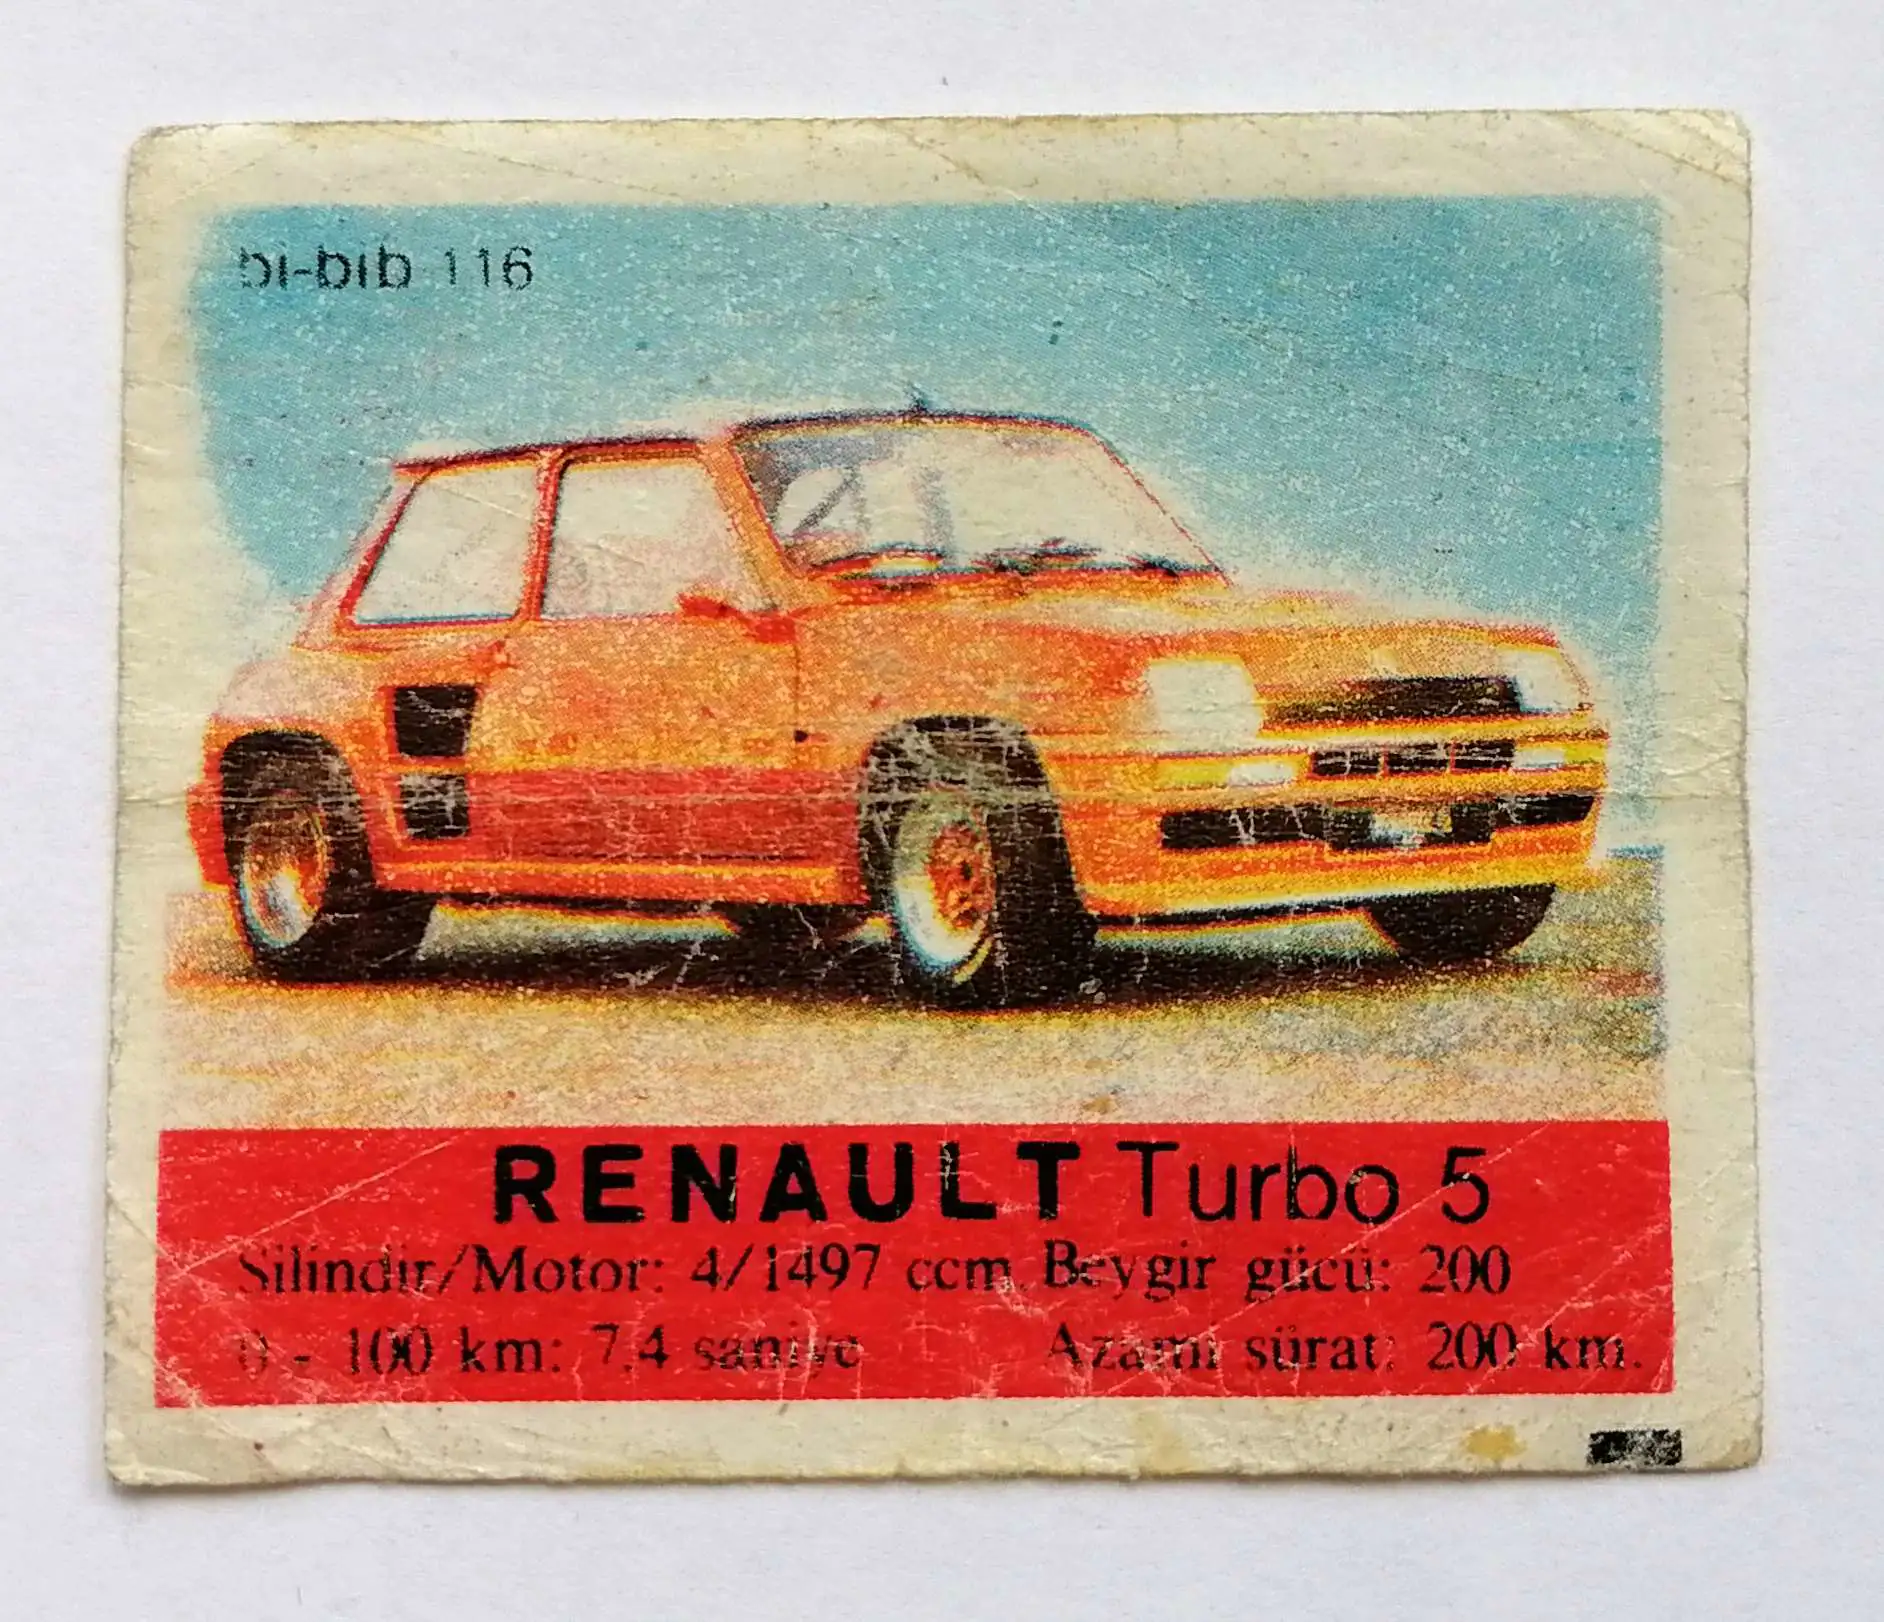 bi-bib 116
RENAULT Turbo 5
Silindir/Motor: 4/1497 ccm. Beygir gücü: 200
0 - 100 km: 7.4 saniye Azami sürat: 200 km.